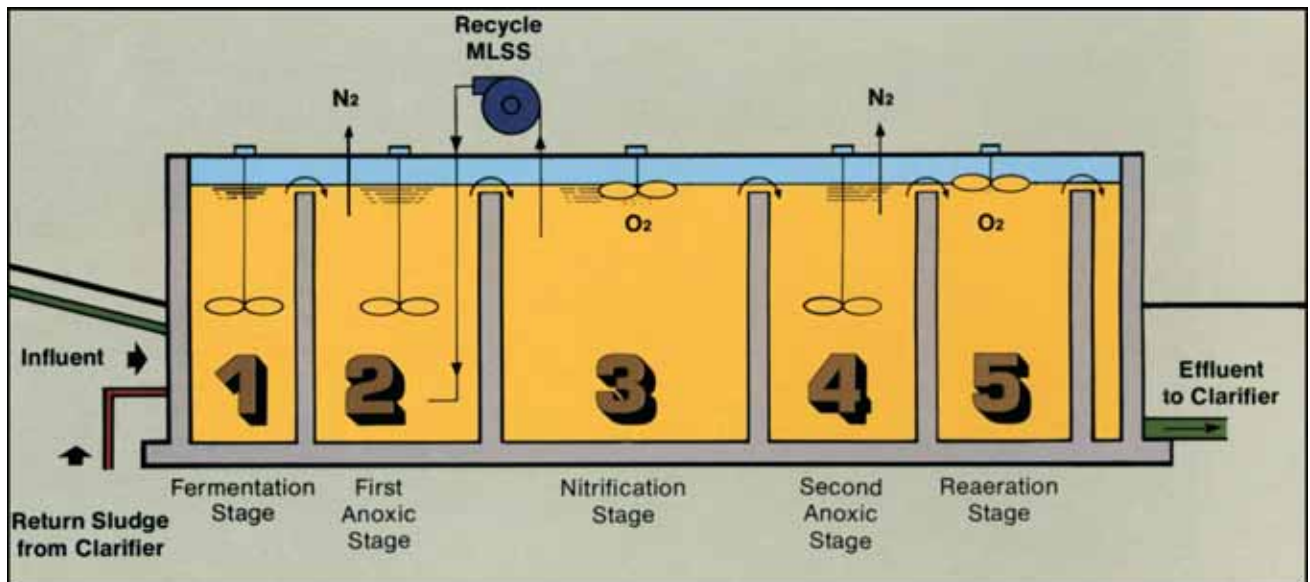 Recycle
MLSS
N2
N2
O2
O2
Influent
1
2
3
4
5
Effluent
to Clarifier
Return Sludge
from Clarifier
Fermentation
Stage
First
Anoxic
Stage
Nitrification
Stage
Second
Anoxic
Stage
Reaeration
Stage